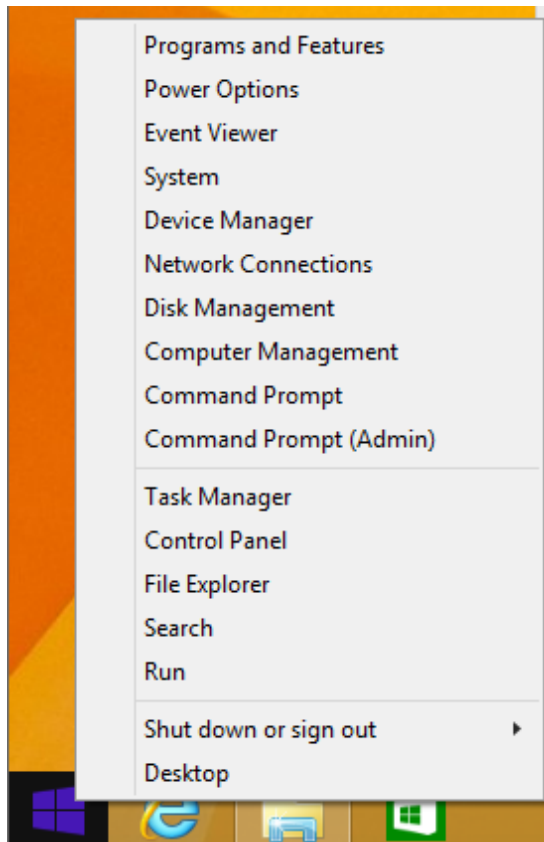 Programs and Features
Power Options
Event Viewer
System
Device Manager
Network Connections
Disk Management
Computer Management
Command Prompt
Command Prompt (Admin)
Task Manager
Control Panel
File Explorer
Search
Run
Shut down or sign out
Desktop